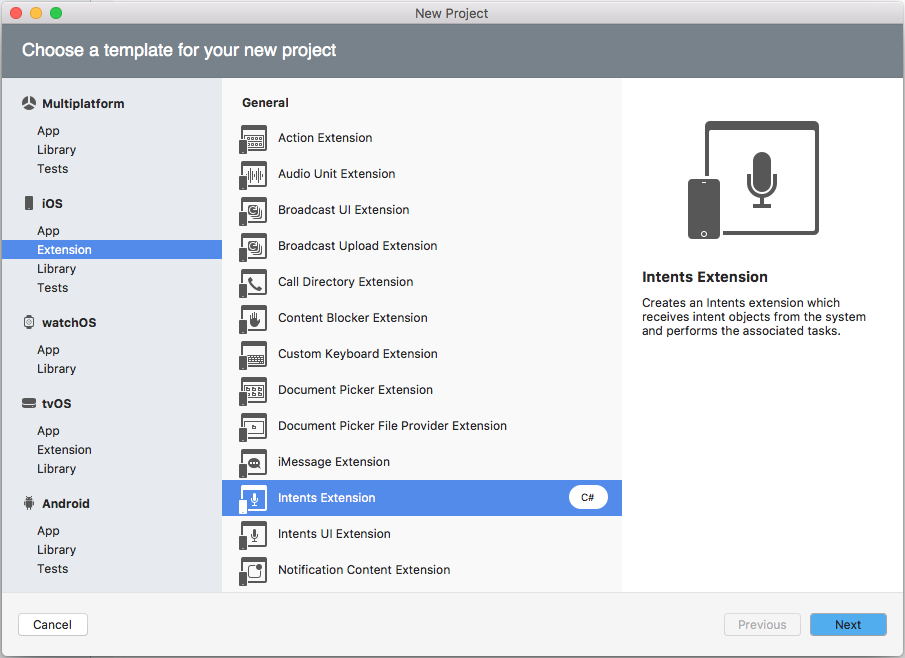 New Project
Choose a template for your new project
Multiplatform
App
Library
Tests
iOS
App
Extension
Library
Tests
watchOS
App
Library
tvOS
App
Extension
Library
Android
App
Library
Tests
General
Action Extension
Audio Unit Extension
Broadcast UI Extension
Broadcast Upload Extension
Call Directory Extension
Content Blocker Extension
Custom Keyboard Extension
Document Picker Extension
Document Picker File Provider Extension
iMessage Extension
Intents Extension C#
Intents UI Extension
Notification Content Extension
Intents Extension
Creates an Intents extension which
receives intent objects from the system
and performs the associated tasks.
Cancel
Previous
Next